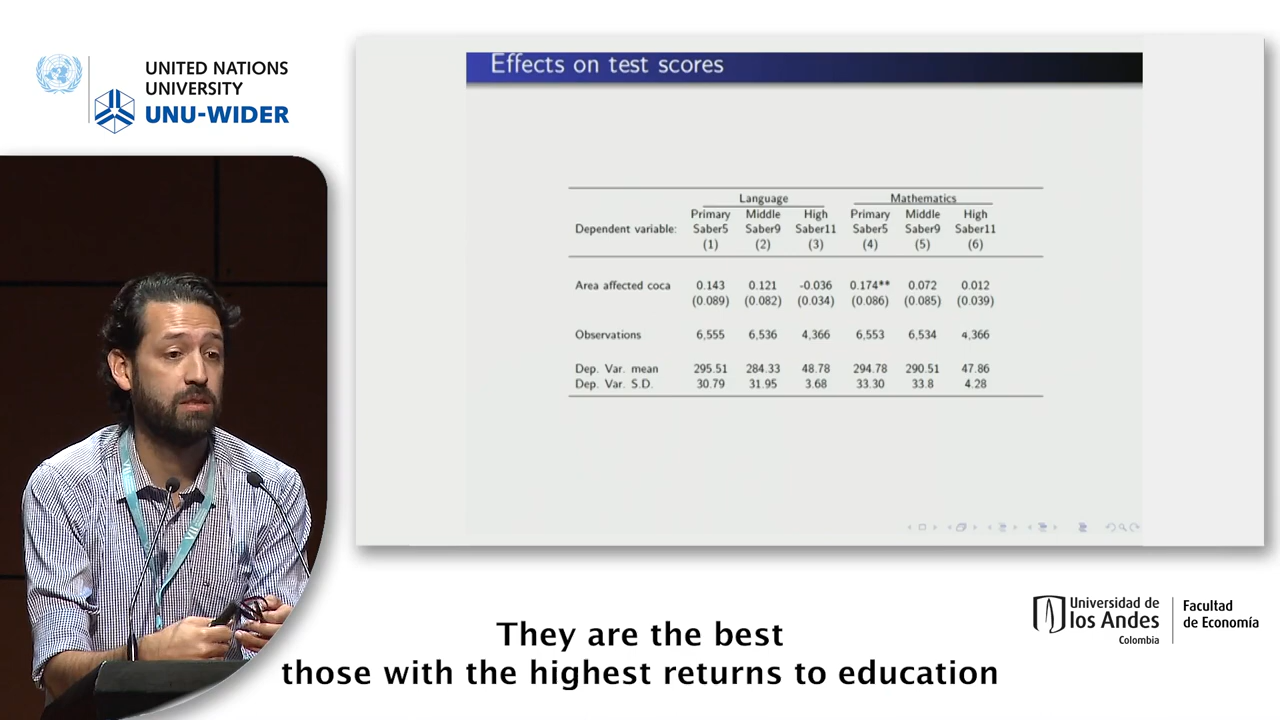 UNITED NATIONS
UNIVERSITY
UNU-WIDER
Effects on test scores
Language Mathematics
Primary Middle High Primary Middle High
Dependent variable: Saber5 Saber9 Saber11 Saber5 Saber9 Saber11
(1) (2) (3) (4) (5) (6)
Area affected coca 0.143 0.121 -0.036 0.174** 0.072 0.012
(0.089) (0.082) (0.034) (0.086) (0.085) (0.039)
Observations 6,555 6,536 4,366 6,553 6,534 4,366
Dep. Var. mean 295.51 284.33 48.78 294.78 290.51 47.86
Dep. Var. S.D. 30.79 31.95 3.68 33.30 33.8 4.28
They are the best
those with the highest returns to education
Universidad de
los Andes
Colombia
Facultad
de Economía